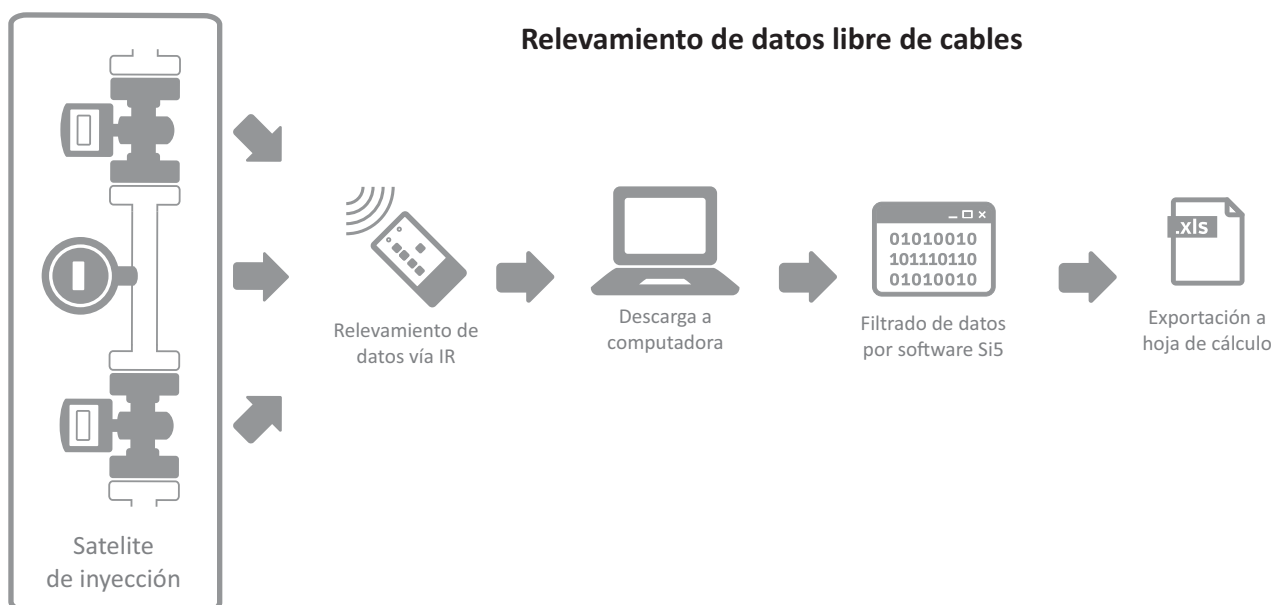 Relevamiento de datos libre de cables
Satelite
de inyección
Relevamiento de
datos vía IR
Descarga a
computadora
01010010
101110110
01010010
Filtrado de datos
por software Si5
.xls
Exportación a
hoja de cálculo